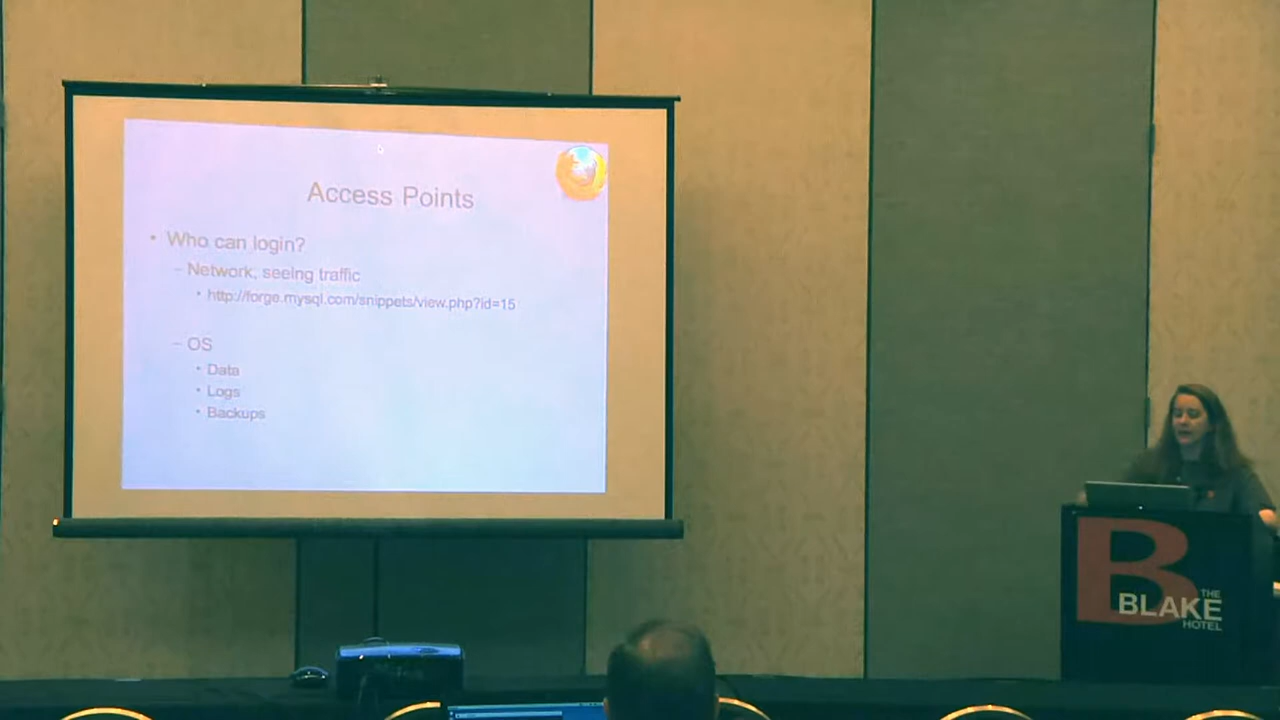 Access Points
• Who can login?
– Network, seeing traffic
• http://forge.mysql.com/snippets/view.php?id=15
– OS
• Data
• Logs
• Backups
B
THE
BLAKE
HOTEL